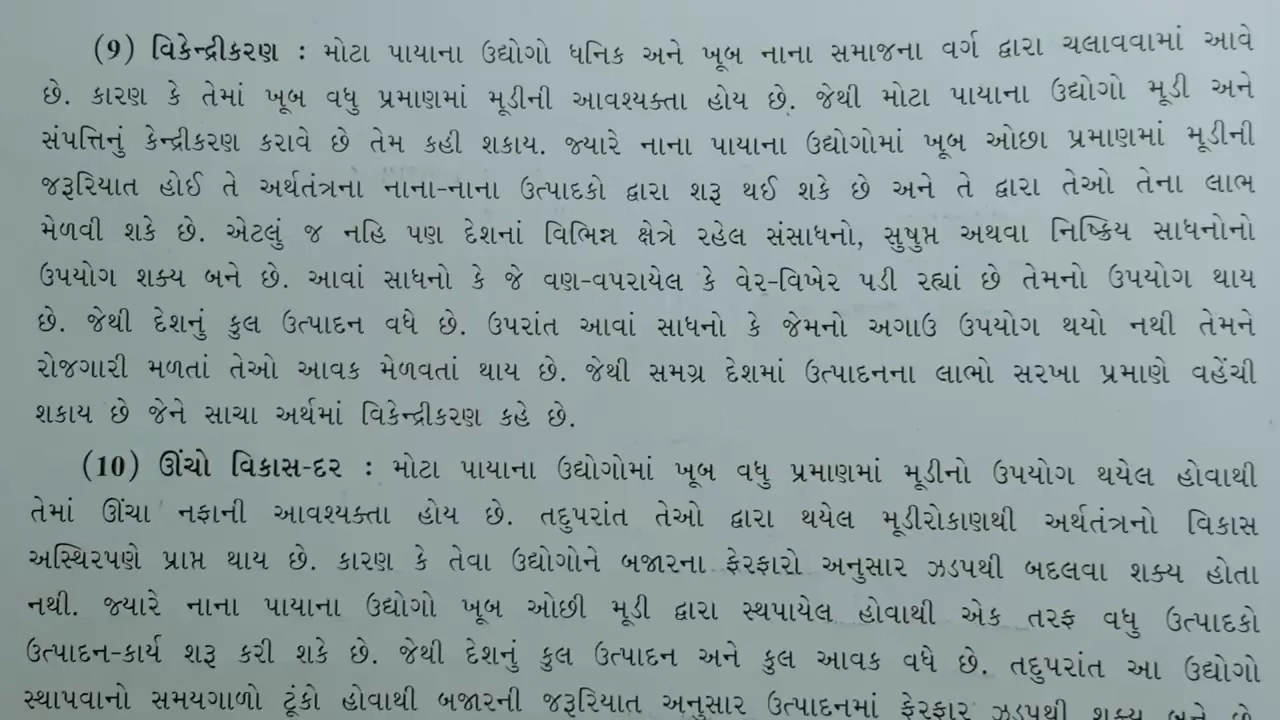 (9) વિકેન્દ્રીકરણ : મોટા પાયાના ઉદ્યોગો ધનિક અને ખૂબ નાના સમાજના વર્ગ દ્વારા ચલાવવામાં આવે
છે. કારણ કે તેમાં ખૂબ વધુ પ્રમાણમાં મૂડીની આવશ્યક્તા હોય છે. જેથી મોટા પાયાના ઉદ્યોગો મૂડી અને
સંપત્તિનું કેન્દ્રીકરણ કરાવે છે તેમ કહી શકાય. જ્યારે નાના પાયાના ઉદ્યોગોમાં ખૂબ ઓછા પ્રમાણમાં મૂડીની
જરૂરિયાત હોઈ તે અર્થતંત્રના નાના-નાના ઉત્પાદકો દ્વારા શરૂ થઈ શકે છે અને તે દ્વારા તેઓ તેના લાભ
મેળવી શકે છે. એટલું જ નહિ પણ દેશનાં વિભિન્ન ક્ષેત્રે રહેલ સંસાધનો, સુષુપ્ત અથવા નિષ્ક્રિય સાધનોનો
ઉપયોગ શક્ય બને છે. આવાં સાધનો કે જે વણ-વપરાયેલ કે વેર-વિખેર પડી રહ્યાં છે તેમનો ઉપયોગ થાય
છે. જેથી દેશનું કુલ ઉત્પાદન વધે છે. ઉપરાંત આવાં સાધનો કે જેમનો અગાઉ ઉપયોગ થયો નથી તેમને
રોજગારી મળતાં તેઓ આવક મેળવતાં થાય છે. જેથી સમગ્ર દેશમાં ઉત્પાદનના લાભો સરખા પ્રમાણે વહેંચી
શકાય છે જેને સાચા અર્થમાં વિકેન્દ્રીકરણ કહે છે.
(10) ઊંચો વિકાસ-દર : મોટા પાયાના ઉદ્યોગોમાં ખૂબ વધુ પ્રમાણમાં મૂડીનો ઉપયોગ થયેલ હોવાથી
તેમાં ઊંચા નફાની આવશ્યક્તા હોય છે. તદુપરાંત તેઓ દ્વારા થયેલ મૂડીરોકાણથી અર્થતંત્રનો વિકાસ
અસ્થિરપણે પ્રાપ્ત થાય છે. કારણ કે તેવા ઉદ્યોગોને બજારના ફેરફારો અનુસાર ઝડપથી બદલવા શક્ય હોતા
નથી. જ્યારે નાના પાયાના ઉદ્યોગો ખૂબ ઓછી મૂડી દ્વારા સ્થપાયેલ હોવાથી એક તરફ વધુ ઉત્પાદકો
ઉત્પાદન-કાર્ય શરૂ કરી શકે છે. જેથી દેશનું કુલ ઉત્પાદન અને કુલ આવક વધે છે. તદુપરાંત આ ઉદ્યોગો
સ્થાપવાનો સમયગાળો ટૂંકો હોવાથી બજારની જરૂરિયાત અનુસાર ઉત્પાદનમાં ફેરફાર ઝડપથી શક્ય બને છે.